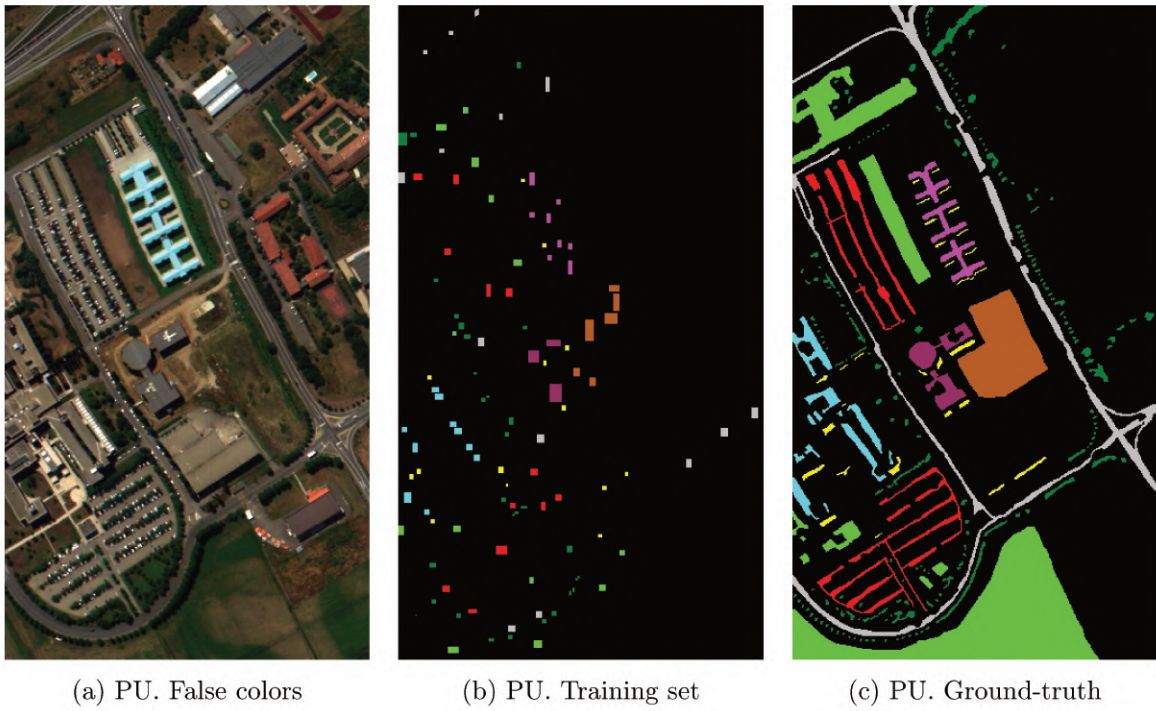 (a) PU. False colors
(b) PU. Training set
(c) PU. Ground-truth